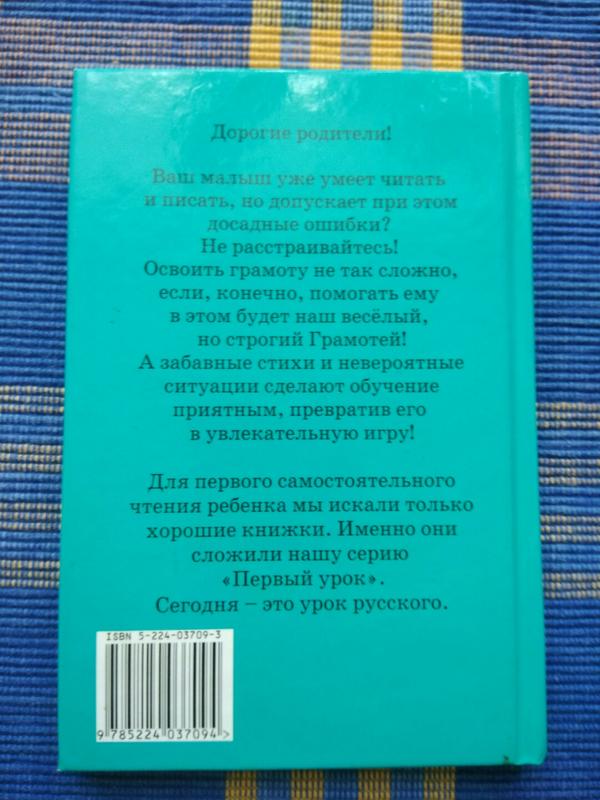 Дорогие родители!
Ваш малыш уже умеет читать
и писать, но допускает при этом
досадные ошибки?
Не расстраивайтесь!
Освоить грамоту не так сложно,
если, конечно, помогать ему
в этом будет наш весёлый,
но строгий Грамотей!
А забавные стихи и невероятные
ситуации сделают обучение
приятным, превратив его
в увлекательную игру!
Для первого самостоятельного
чтения ребенка мы искали только
хорошие книжки. Именно они
сложили нашу серию
«Первый урок».
Сегодня – это урок русского.
ISBN 5-224-03709-3
9 785224 037094 >